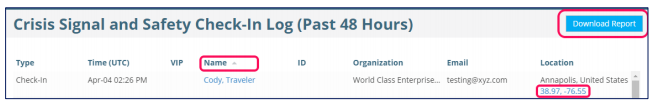 Crisis Signal and Safety Check-In Log (Past 48 Hours)
Download Report
Type Time (UTC) VIP Name ID Organization Email Location
Check-In Apr-04 02:26 PM Cody, Traveler World Class Enterprise... testing@xyz.com Annapolis, United States
38.97, -76.55